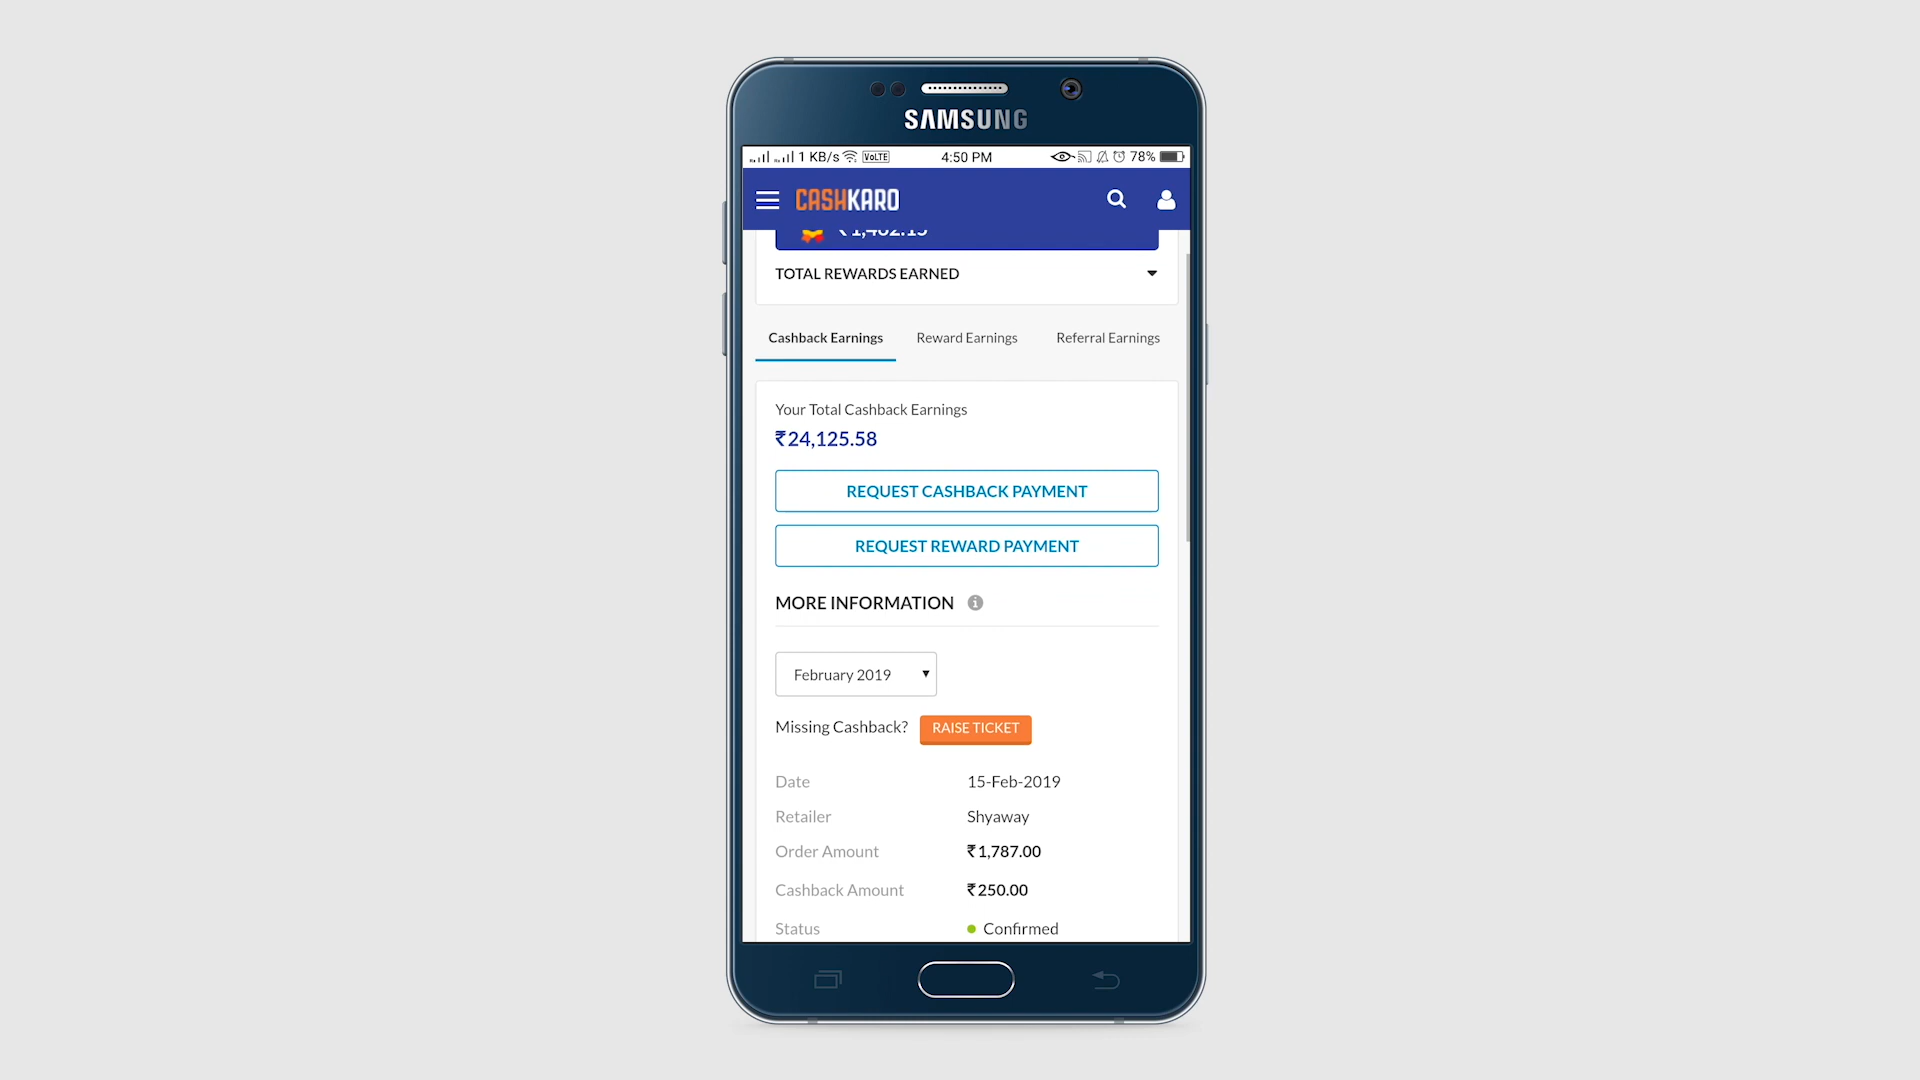 SAMSUNG
1 KB/s VoLTE 4:50 PM 78%
CASHKARO
TOTAL REWARDS EARNED
Cashback Earnings Reward Earnings Referral Earnings
Your Total Cashback Earnings
₹24,125.58
REQUEST CASHBACK PAYMENT
REQUEST REWARD PAYMENT
MORE INFORMATION
February 2019
Missing Cashback? RAISE TICKET
Date 15-Feb-2019
Retailer Shyaway
Order Amount ₹1,787.00
Cashback Amount ₹250.00
Status Confirmed